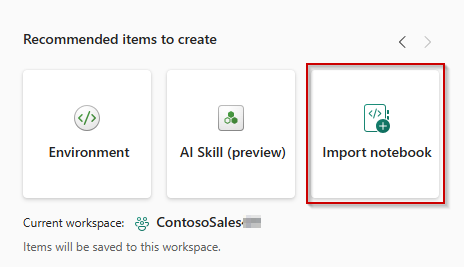 Recommended items to create
Environment
AI Skill (preview)
Import notebook
Current workspace: ContosoSales
Items will be saved to this workspace.